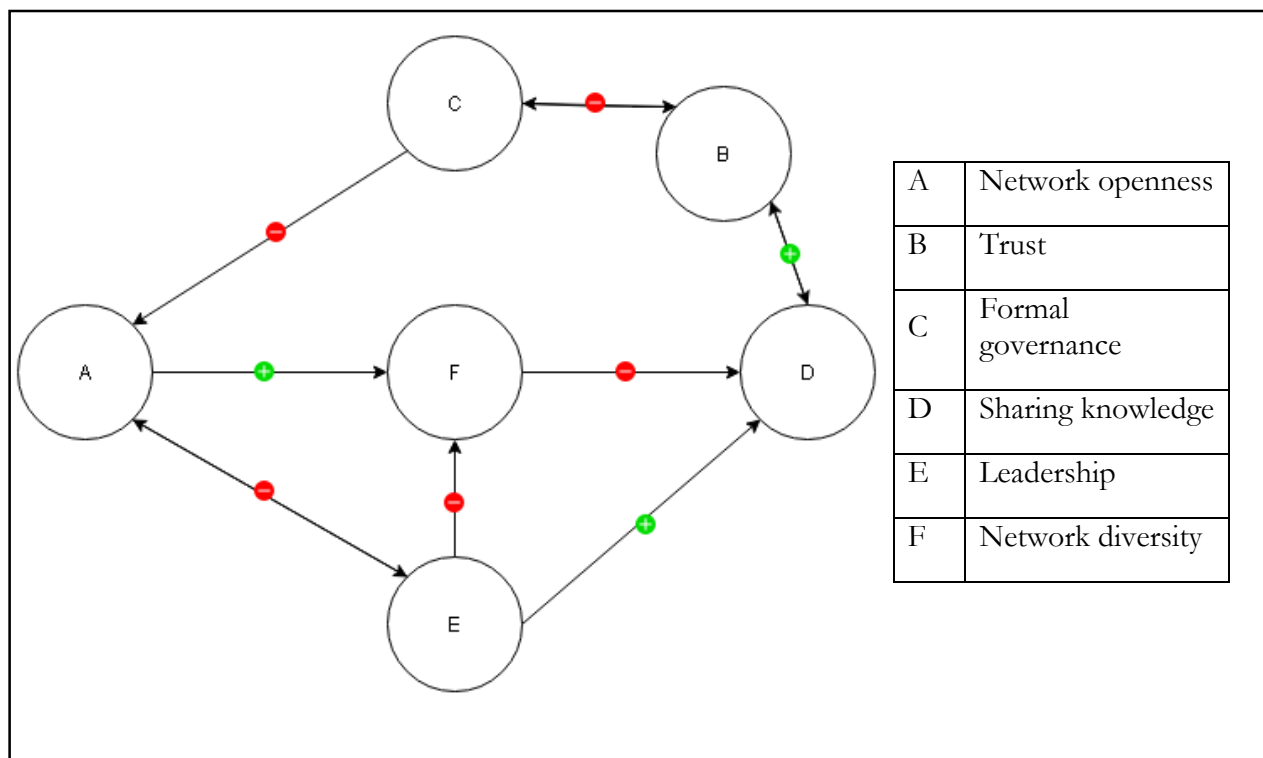 C
B
A
F
D
E
A Network openness
B Trust
C Formal
governance
D Sharing knowledge
E Leadership
F Network diversity